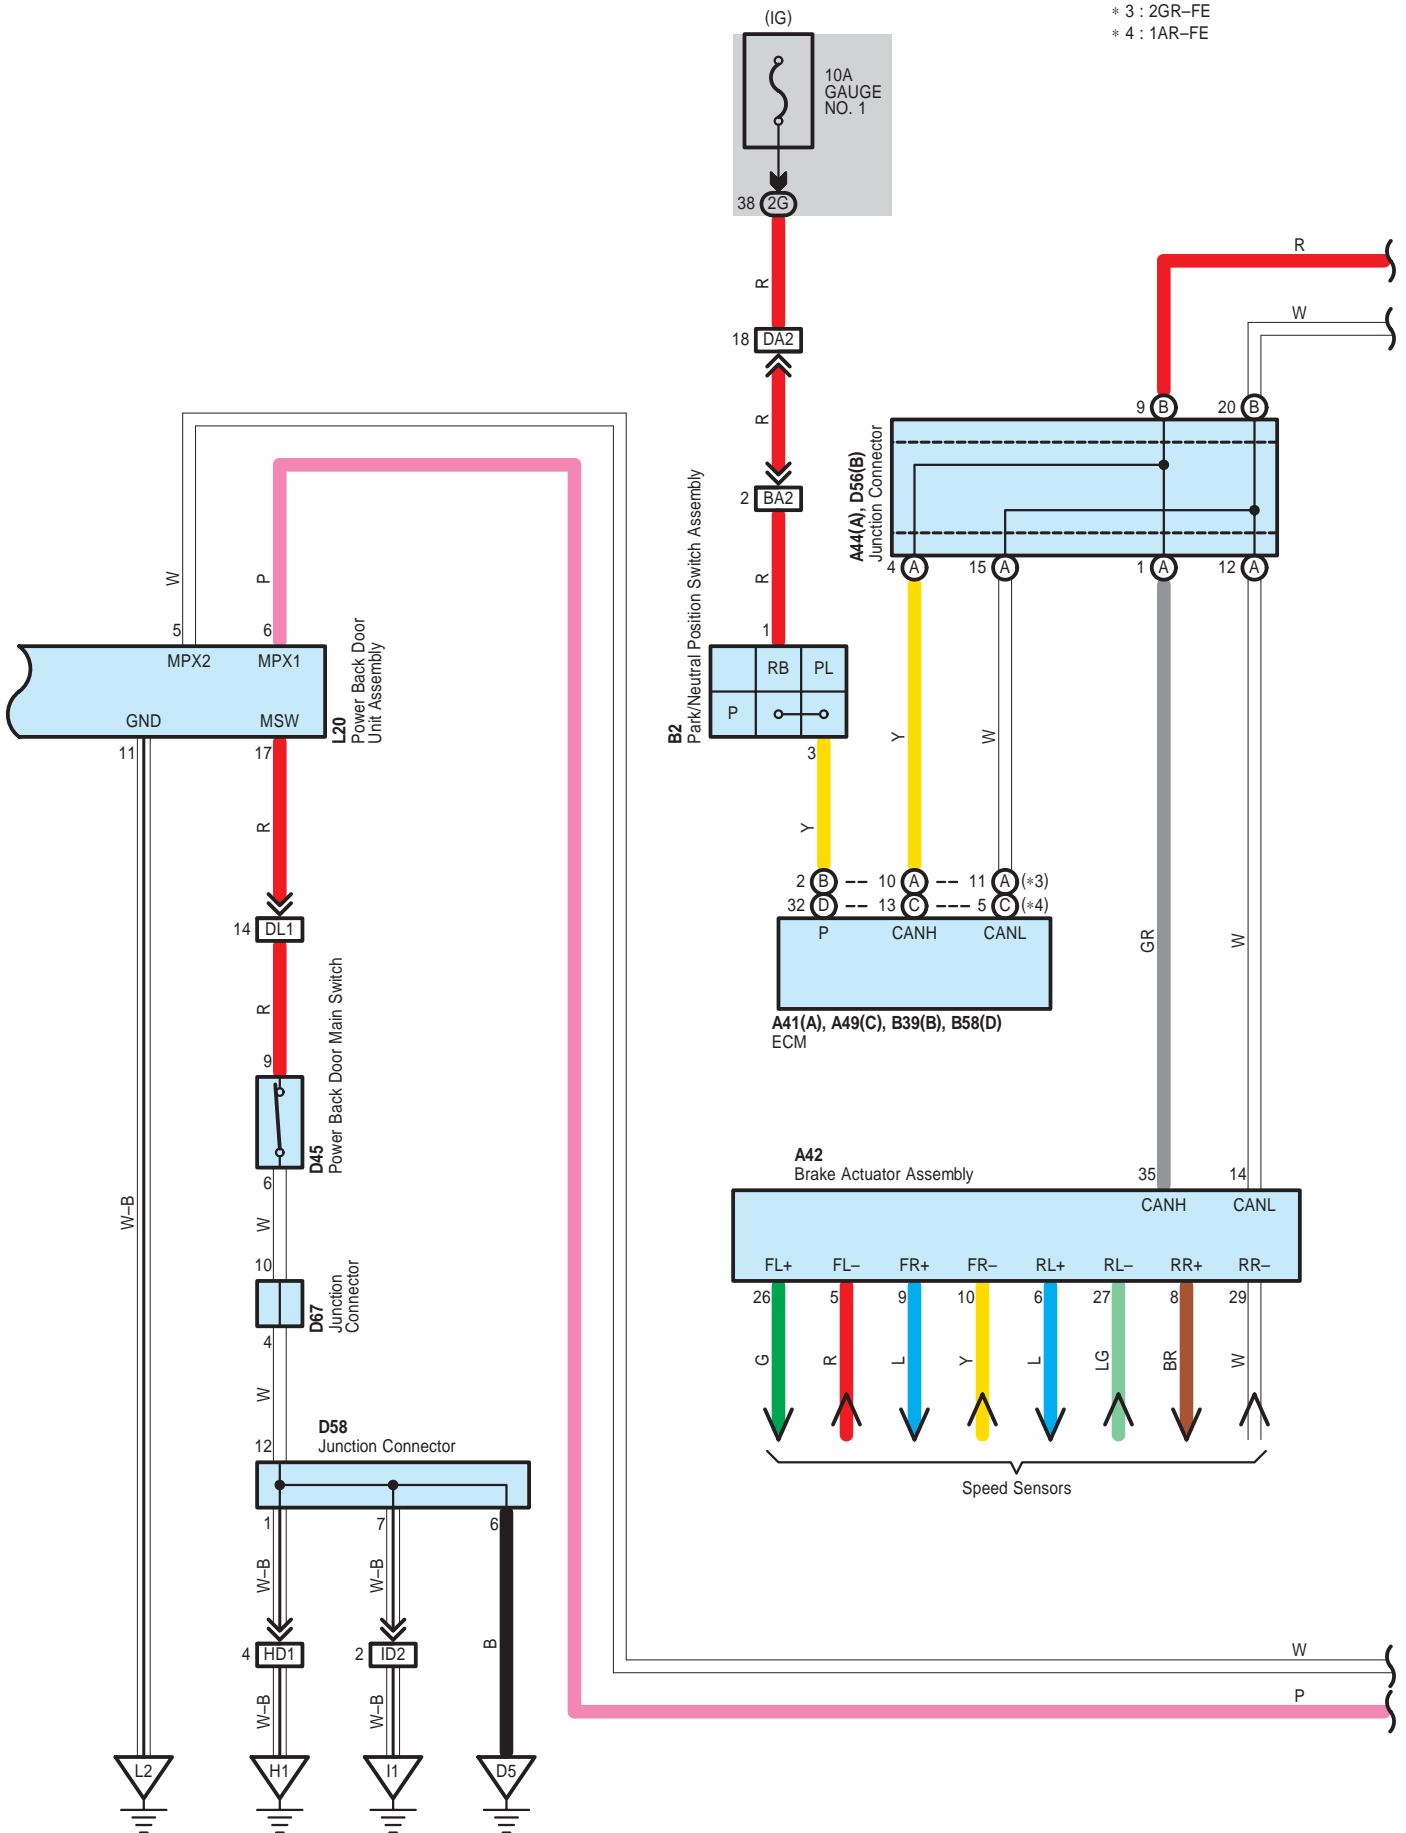 * 3 : 2GR–FE
* 4 : 1AR–FE
(IG)
10A
GAUGE
NO. 1
38 2G
R
18 DA2
R
2 BA2
R
1
RB PL
P
3
B2
Park/Neutral Position Switch Assembly
Y
R
W
9 B 20 B
A44(A), D56(B)
Junction Connector
4 A 15 A 1 A 12 A
Y
W
GR
W
2 B 10 A 11 A (*3)
32 D 13 C 5 C (*4)
P CANH CANL
A41(A), A49(C), B39(B), B58(D)
ECM
W
P
5 6
MPX2 MPX1
GND MSW
11 17
L20
Power Back Door
Unit Assembly
R
14 DL1
R
9
D45
Power Back Door Main Switch
6
W
10
D67
Junction
Connector
4
W
12
D58
Junction Connector
1 7 6
W–B
W–B
W–B
B
4 HD1
2 ID2
W–B
W–B
L2 H1 I1 D5
A42
Brake Actuator Assembly
35 14
CANH CANL
FL+ FL– FR+ FR– RL+ RL– RR+ RR–
26 5 9 10 6 27 8 29
G R L Y L LG BR W
Speed Sensors
W
P